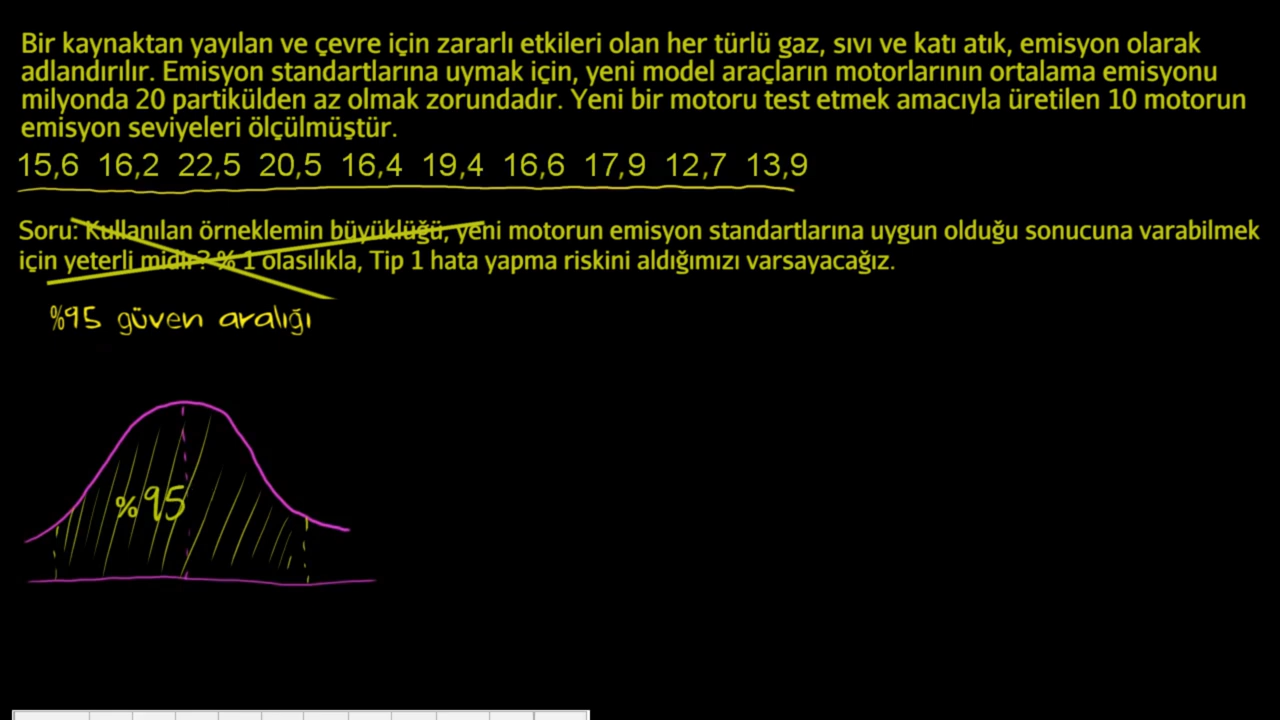 Bir kaynaktan yayılan ve çevre için zararlı etkileri olan her türlü gaz, sıvı ve katı atık, emisyon olarak
adlandırılır. Emisyon standartlarına uymak için, yeni model araçların motorlarının ortalama emisyonu
milyonda 20 partikülden az olmak zorundadır. Yeni bir motoru test etmek amacıyla üretilen 10 motorun
emisyon seviyeleri ölçülmüştür.
15,6 16,2 22,5 20,5 16,4 19,4 16,6 17,9 12,7 13,9
Soru: Kullanılan örneklemin büyüklüğü, yeni motorun emisyon standartlarına uygun olduğu sonucuna varabilmek
için yeterli midir? % 1 olasılıkla, Tip 1 hata yapma riskini aldığımızı varsayacağız.
%95 güven aralığı
%95